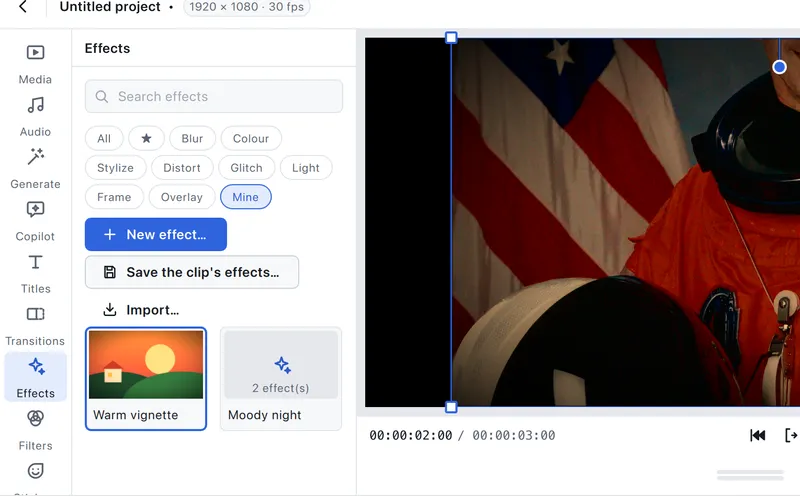 Untitled project • 1920 × 1080 · 30 fps
Effects
Search effects
All ★ Blur Colour
Stylize Distort Glitch Light
Frame Overlay Mine
+ New effect…
Save the clip's effects…
Import…
2 effect(s)
Warm vignette
Moody night
Media
Audio
Generate
Copilot
Titles
Transitions
Effects
Filters
00:00:02:00 / 00:00:03:00